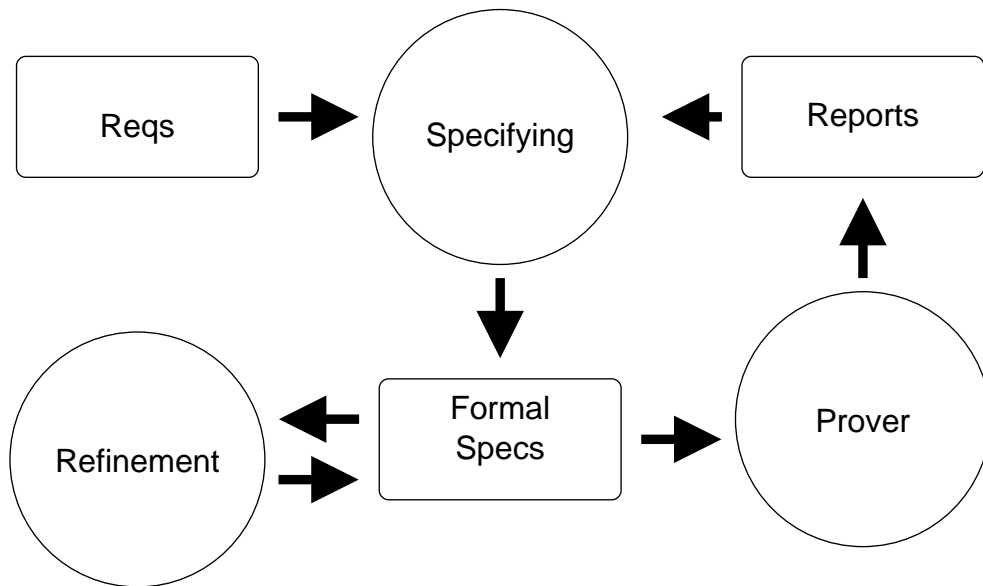 Reqs
Specifying
Reports
Refinement
Formal
Specs
Prover